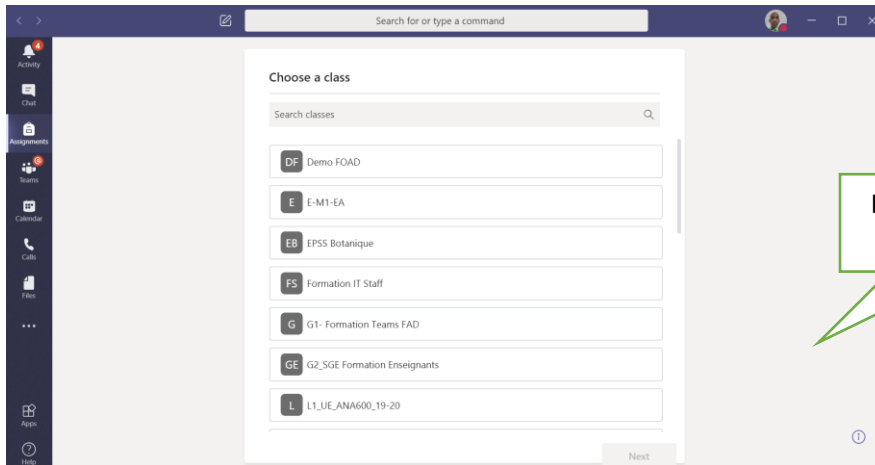 Search for or type a command
4
Activity
Chat
Assignments
Teams
Calendar
Calls
Files
Apps
Help
Choose a class
Search classes
DF Demo FOAD
E E-M1-EA
EB EPSS Botanique
FS Formation IT Staff
G G1- Formation Teams FAD
GE G2_SGE Formation Enseignants
L L1_UE_ANA600_19-20
Next